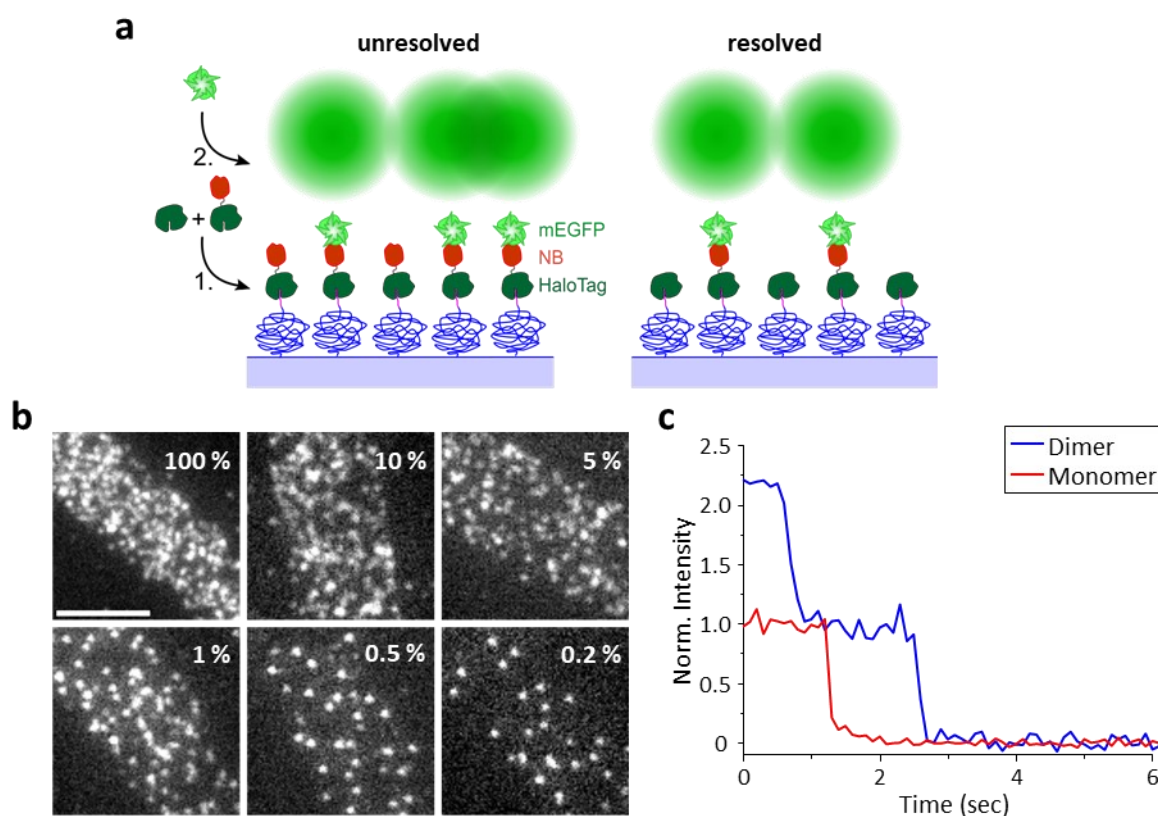 a
unresolved
resolved
2.
+
1.
mEGFP
NB
HaloTag
b
100 %
10 %
5 %
1 %
0.5 %
0.2 %
c
Dimer
Monomer
Norm. Intensity
2.5
2.0
1.5
1.0
0.5
0
0
2
4
6
Time (sec)